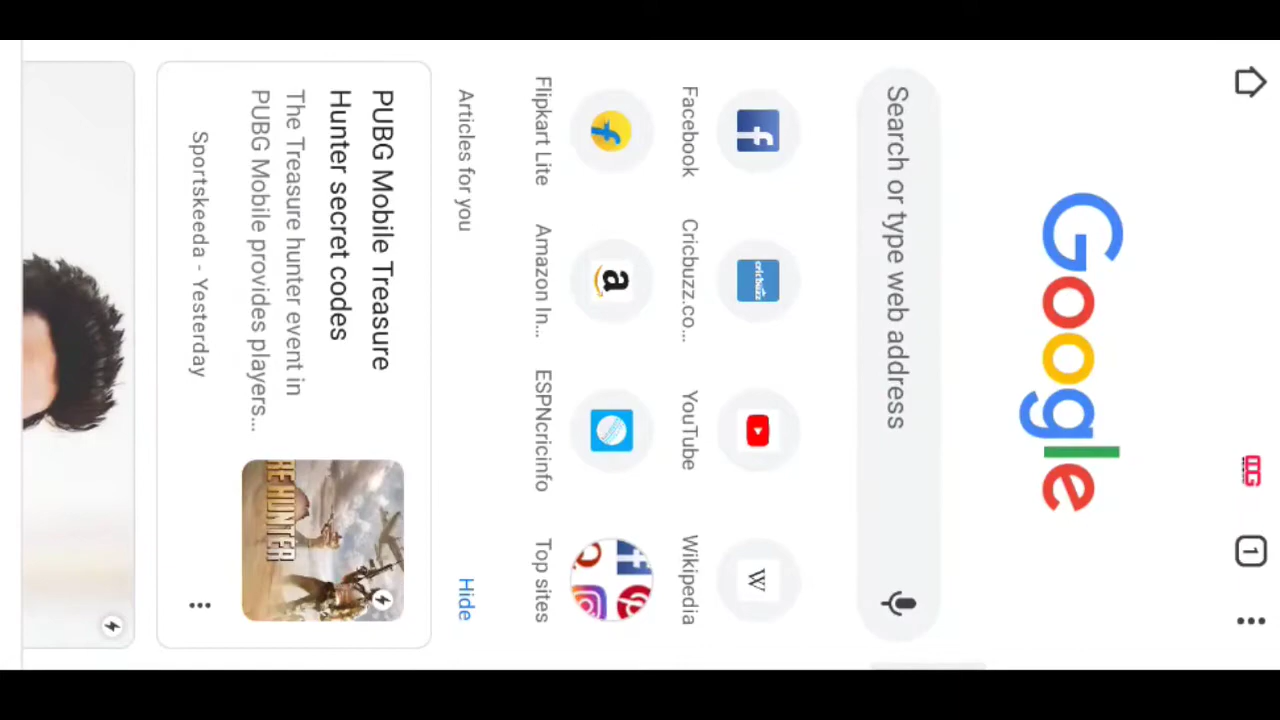 1
Google
Search or type web address
Facebook
Cricbuzz.co...
YouTube
Wikipedia
Flipkart Lite
Amazon In...
ESPNcricinfo
Top sites
Articles for you
Hide
PUBG Mobile Treasure
Hunter secret codes
The Treasure hunter event in
PUBG Mobile provides players...
Sportskeeda - Yesterday